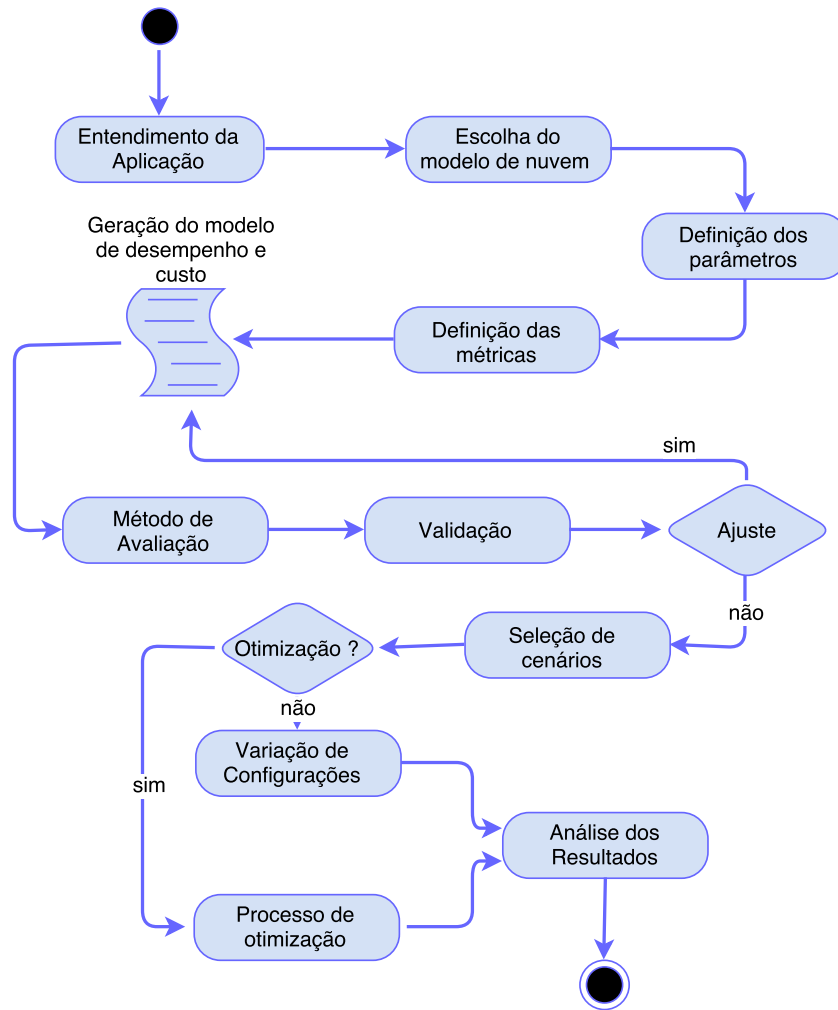 Entendimento da
Aplicação
Escolha do
modelo de nuvem
Definição dos
parâmetros
Geração do modelo
de desempenho e
custo
Definição das
métricas
sim
Método de
Avaliação
Validação
Ajuste
não
Seleção de
cenários
Otimização ?
não
Variação de
Configurações
sim
Análise dos
Resultados
Processo de
otimização